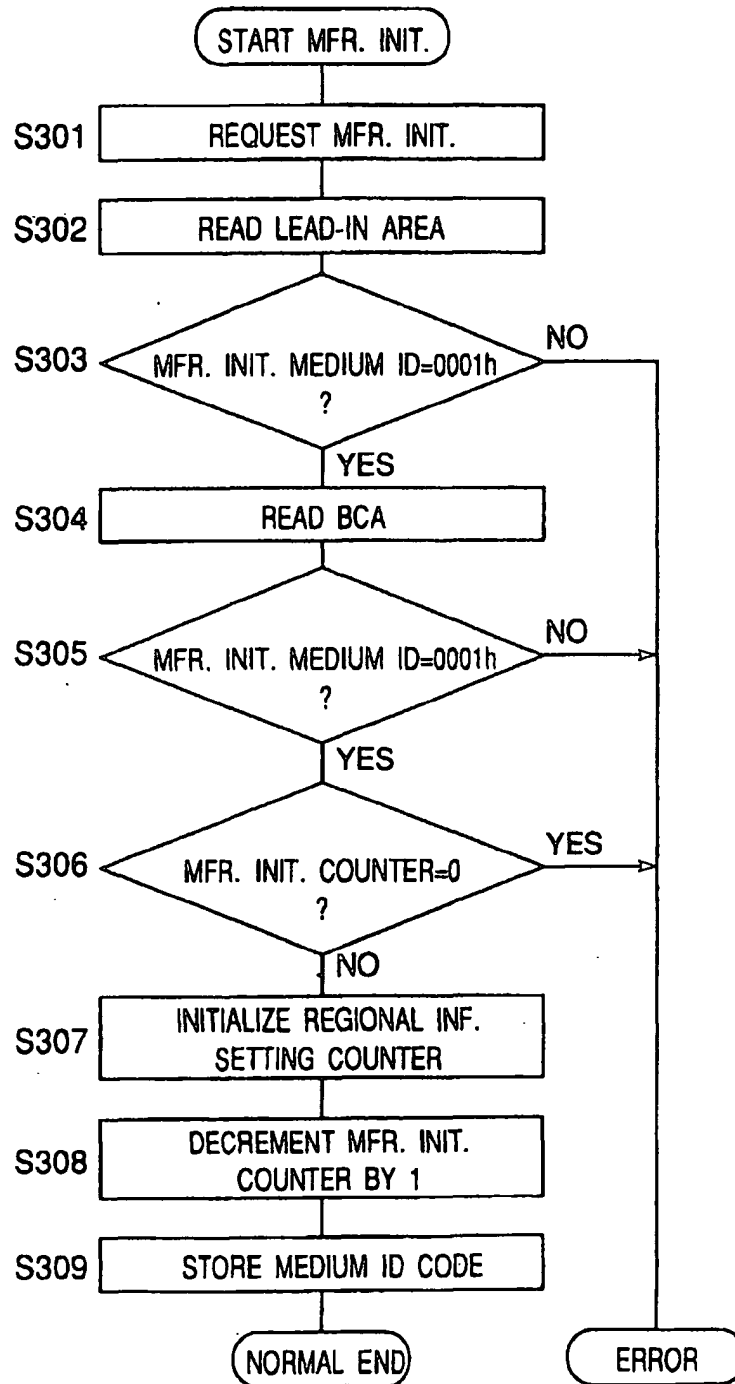 START MFR. INIT.
S301
REQUEST MFR. INIT.
S302
READ LEAD-IN AREA
S303
MFR. INIT. MEDIUM ID=0001h
?
NO
YES
S304
READ BCA
S305
MFR. INIT. MEDIUM ID=0001h
?
NO
YES
S306
MFR. INIT. COUNTER=0
?
YES
NO
S307
INITIALIZE REGIONAL INF.
SETTING COUNTER
S308
DECREMENT MFR. INIT.
COUNTER BY 1
S309
STORE MEDIUM ID CODE
NORMAL END
ERROR